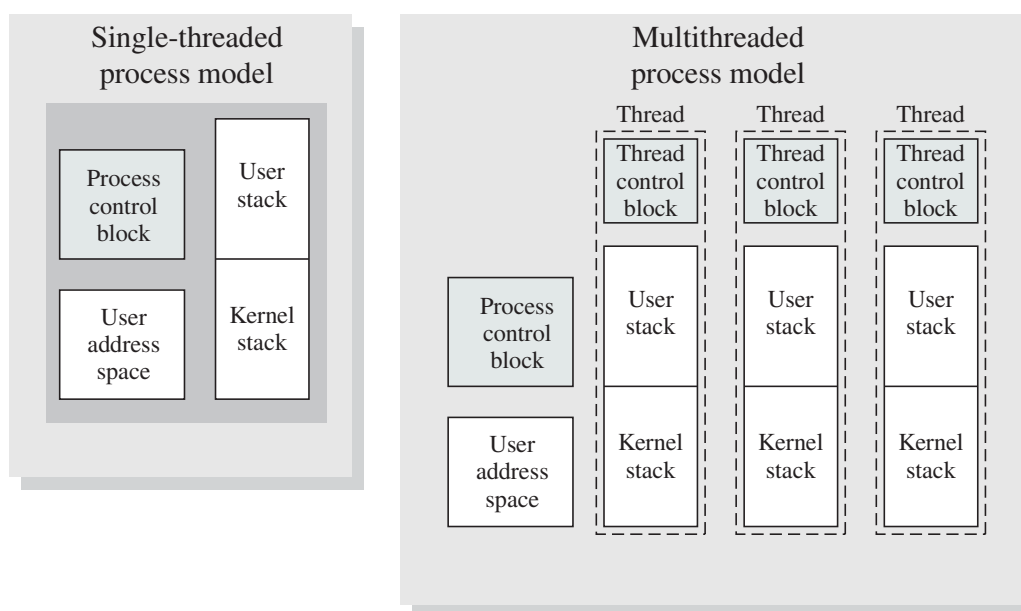 Single-threaded
process model
Process
control
block
User
stack
User
address
space
Kernel
stack
Multithreaded
process model
Thread
Thread
Thread
Thread
control
block
Thread
control
block
Thread
control
block
Process
control
block
User
stack
User
stack
User
stack
User
address
space
Kernel
stack
Kernel
stack
Kernel
stack